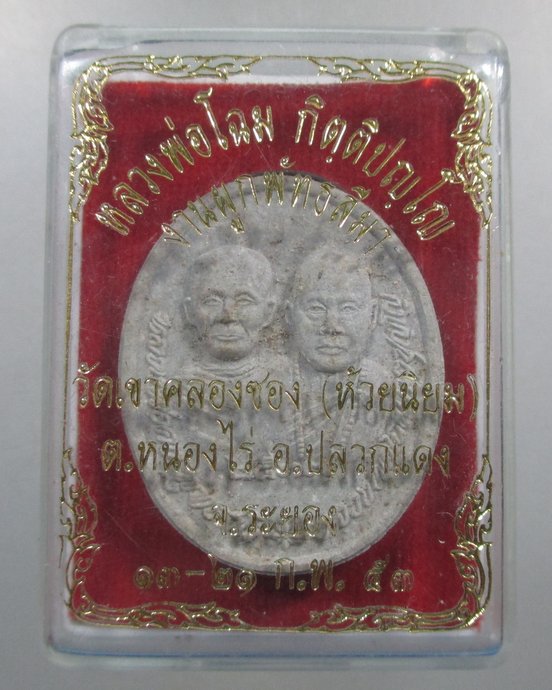 หลวงพ่อโฉม กิตฺติปญฺโญ
งานผูกพัทธสีมา
วัดเขาคลองซอง (ห้วยนิยม)
ต.หนองไร่ อ.ปลวกแดง
จ.ระยอง
๑๓-๒๑ ก.พ. ๕๓